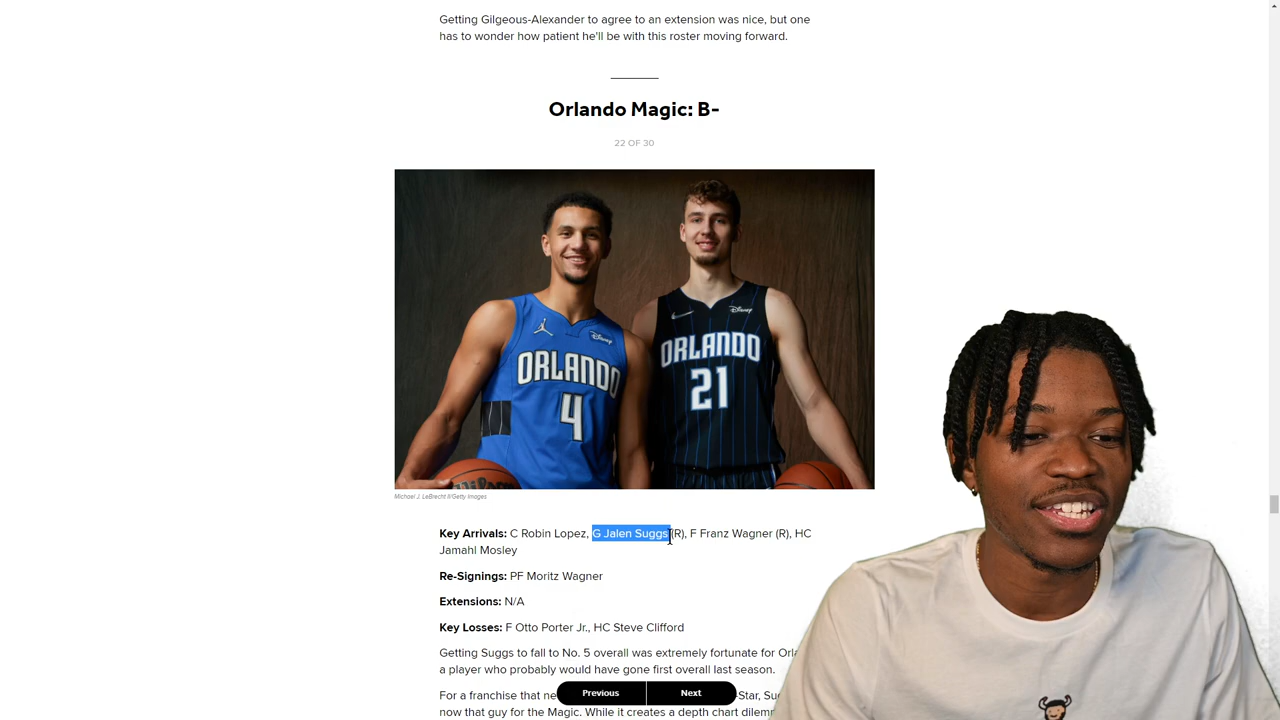 Getting Gilgeous-Alexander to agree to an extension was nice, but one
has to wonder how patient he'll be with this roster moving forward.
Orlando Magic: B-
22 OF 30
Disney
ORLANDO
4
Disney
ORLANDO
21
Michael J. LeBrecht II/Getty Images
Key Arrivals: C Robin Lopez, G Jalen Suggs (R), F Franz Wagner (R), HC
Jamahl Mosley
Re-Signings: PF Moritz Wagner
Extensions: N/A
Key Losses: F Otto Porter Jr., HC Steve Clifford
Getting Suggs to fall to No. 5 overall was extremely fortunate for
a player who probably would have gone first overall last season.
For a franchise that
now that guy for the Magic. While it creates a depth chart
Previous
Next